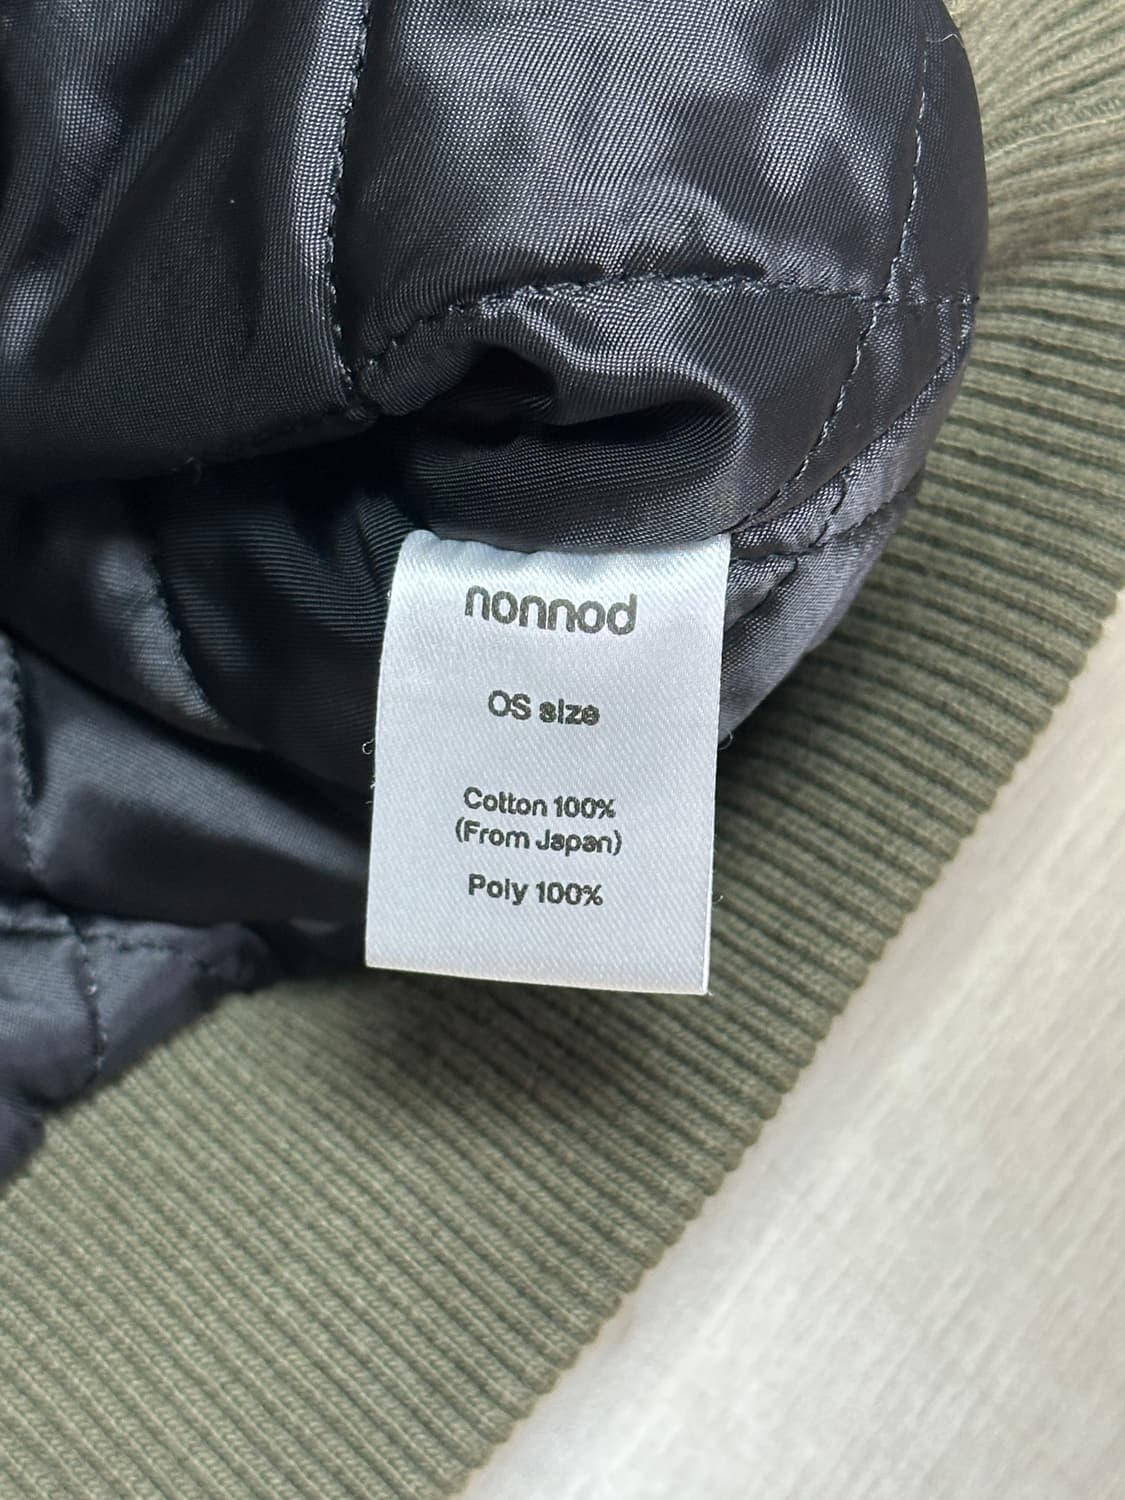 nonnod
OS size
Cotton 100%
(From Japan)
Poly 100%